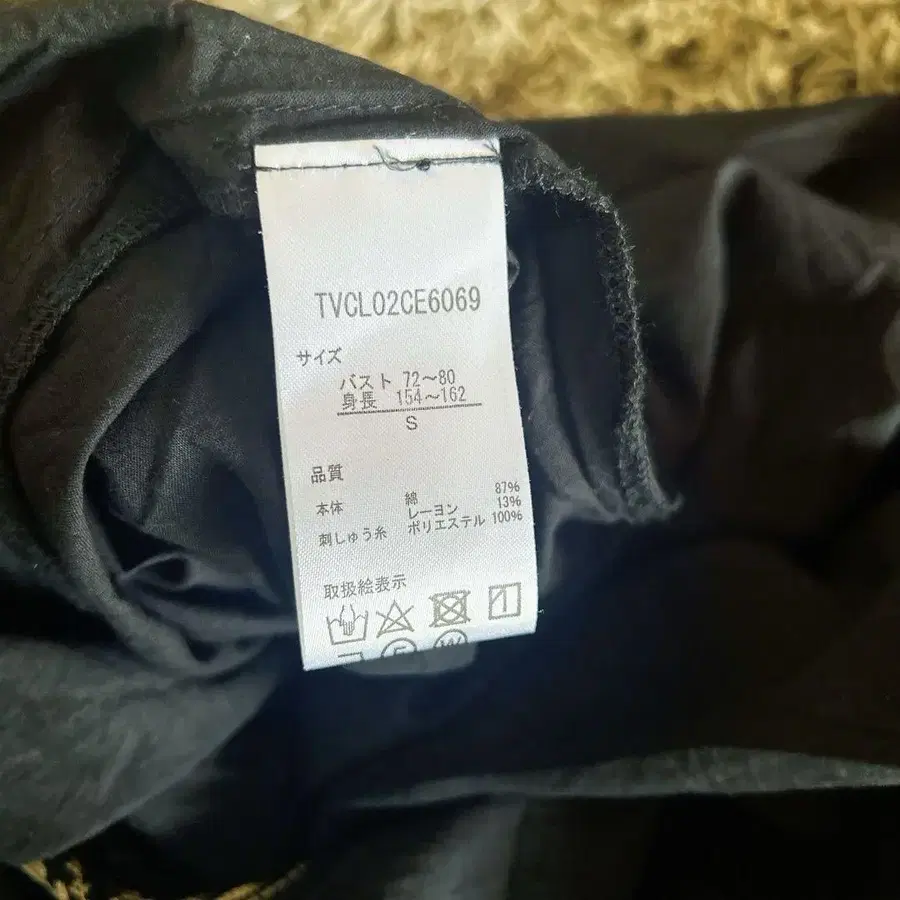 TVCL02CE6069
サイズ
バスト 72～80
身長 154～162
S
品質
本体 綿 87%
レーヨン 13%
刺しゅう糸 ポリエステル 100%
取扱絵表示